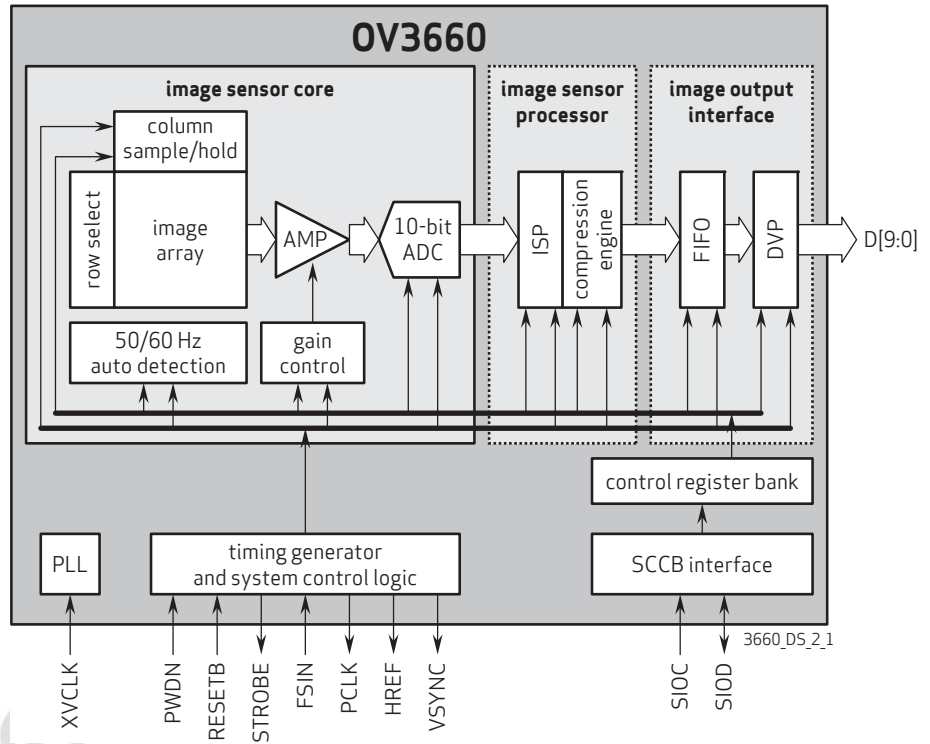 OV3660
image sensor core
image sensor
processor
image output
interface
column
sample/hold
row select
image
array
AMP
10-bit
ADC
ISP
compression
engine
FIFO
DVP
D[9:0]
50/60 Hz
auto detection
gain
control
control register bank
PLL
timing generator
and system control logic
SCCB interface
3660_DS_2_1
XVCLK
PWDN
RESETB
STROBE
FSIN
PCLK
HREF
VSYNC
SIOC
SIOD